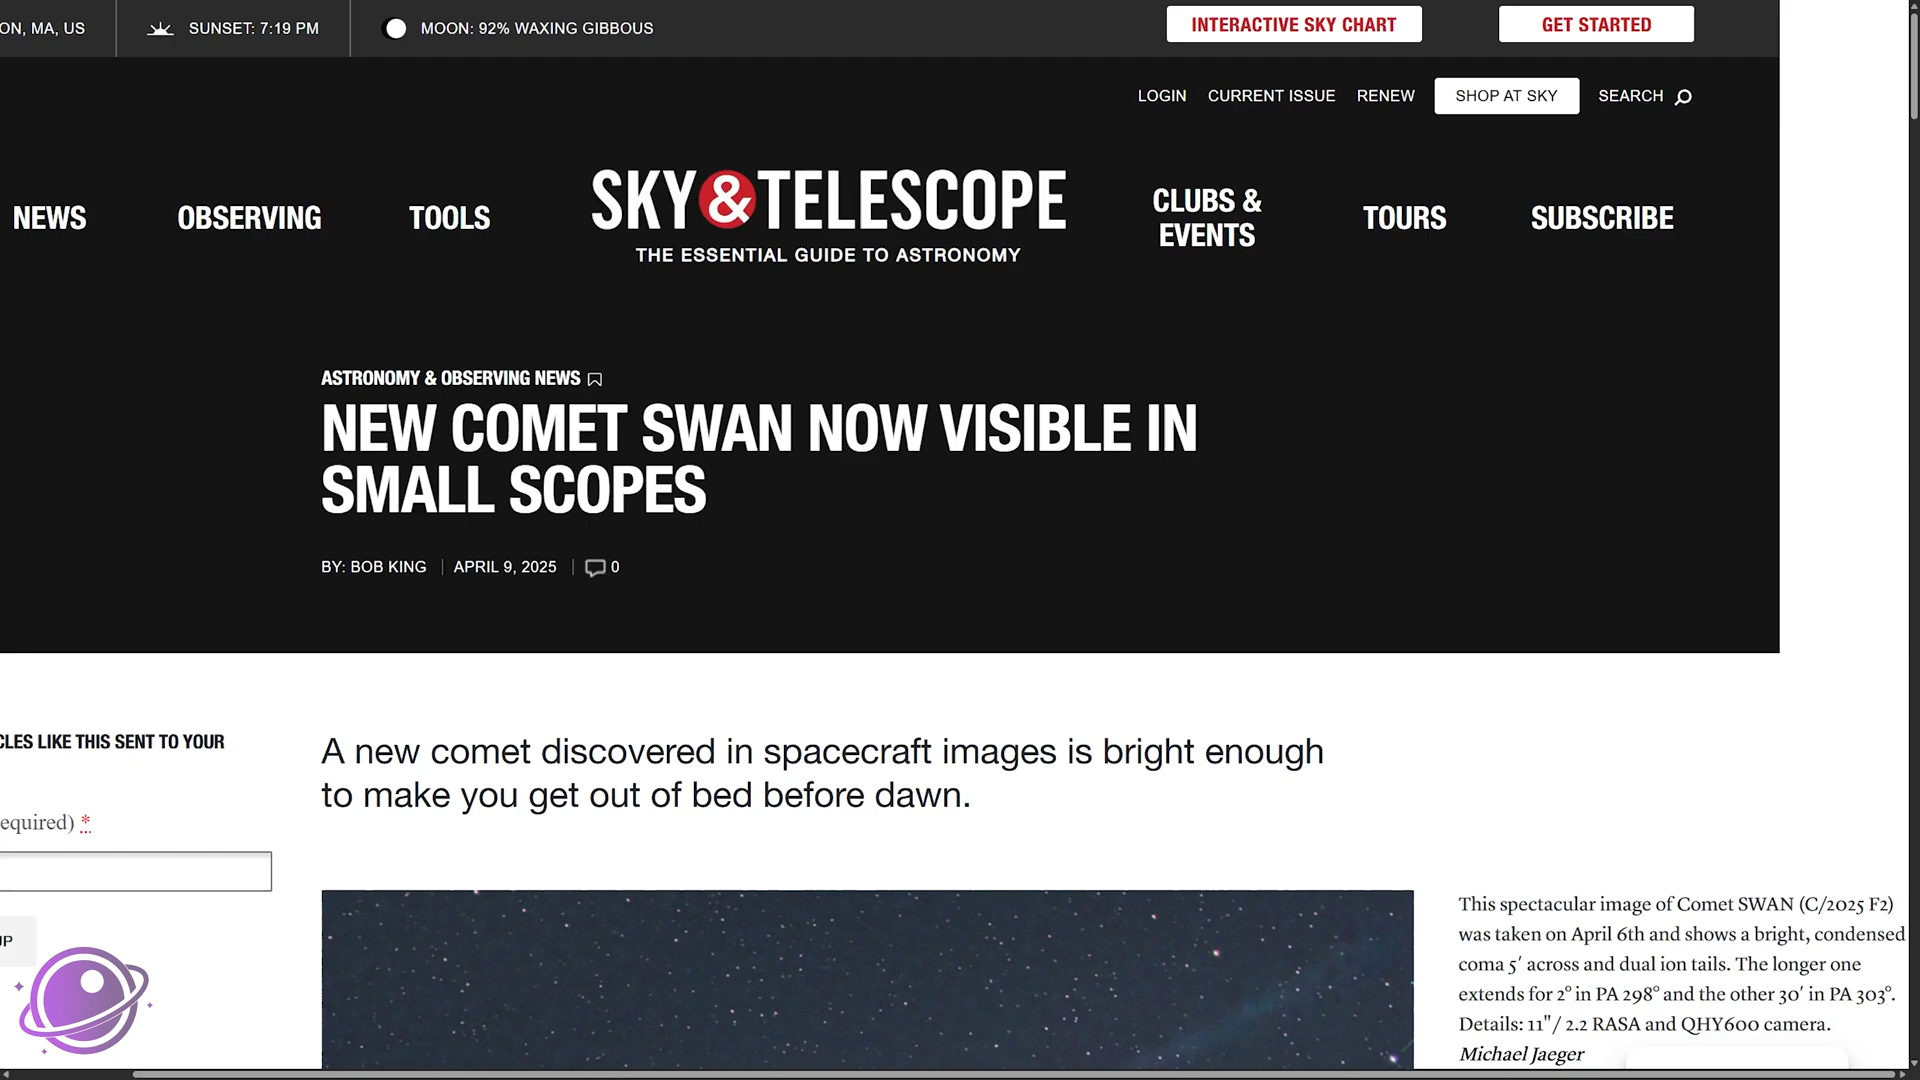 ON, MA, US
SUNSET: 7:19 PM
MOON: 92% WAXING GIBBOUS
INTERACTIVE SKY CHART
GET STARTED
LOGIN
CURRENT ISSUE
RENEW
SHOP AT SKY
SEARCH
NEWS
OBSERVING
TOOLS
SKY&TELESCOPE
THE ESSENTIAL GUIDE TO ASTRONOMY
CLUBS &
EVENTS
TOURS
SUBSCRIBE
ASTRONOMY & OBSERVING NEWS
NEW COMET SWAN NOW VISIBLE IN
SMALL SCOPES
BY: BOB KING
APRIL 9, 2025
0
CLES LIKE THIS SENT TO YOUR
equired) *
UP
A new comet discovered in spacecraft images is bright enough
to make you get out of bed before dawn.
This spectacular image of Comet SWAN (C/2025 F2)
was taken on April 6th and shows a bright, condensed
coma 5′ across and dual ion tails. The longer one
extends for 2° in PA 298° and the other 30′ in PA 303°.
Details: 11"/ 2.2 RASA and QHY600 camera.
Michael Jaeger